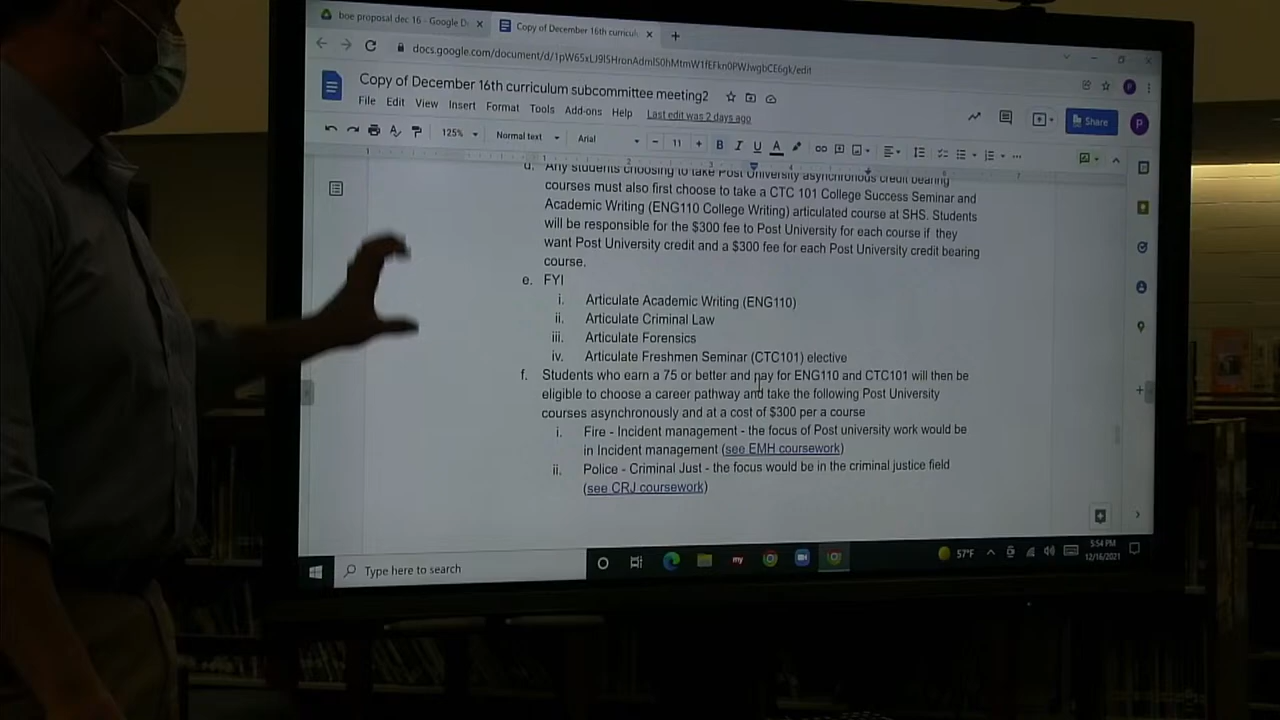 boe proposal dec 16 - Google D
Copy of December 16th curricul
docs.google.com/document/d/
/edit
Copy of December 16th curriculum subcommittee meeting2
File Edit View Insert Format Tools Add-ons Help Last edit was 2 days ago
Share
P
125% Normal text Arial - 11 + B I U A
d. Any students choosing to take Post University asynchronous credit bearing
courses must also first choose to take a CTC 101 College Success Seminar and
Academic Writing (ENG110 College Writing) articulated course at SHS. Students
will be responsible for the $300 fee to Post University for each course if they
want Post University credit and a $300 fee for each Post University credit bearing
course.
e. FYI
i. Articulate Academic Writing (ENG110)
ii. Articulate Criminal Law
iii. Articulate Forensics
iv. Articulate Freshmen Seminar (CTC101) elective
f. Students who earn a 75 or better and pay for ENG110 and CTC101 will then be
eligible to choose a career pathway and take the following Post University
courses asynchronously and at a cost of $300 per a course
i. Fire - Incident management - the focus of Post university work would be
in Incident management (see EMH coursework)
ii. Police - Criminal Just - the focus would be in the criminal justice field
(see CRJ coursework)
Type here to search
my
57°F
5:54 PM
12/16/2021